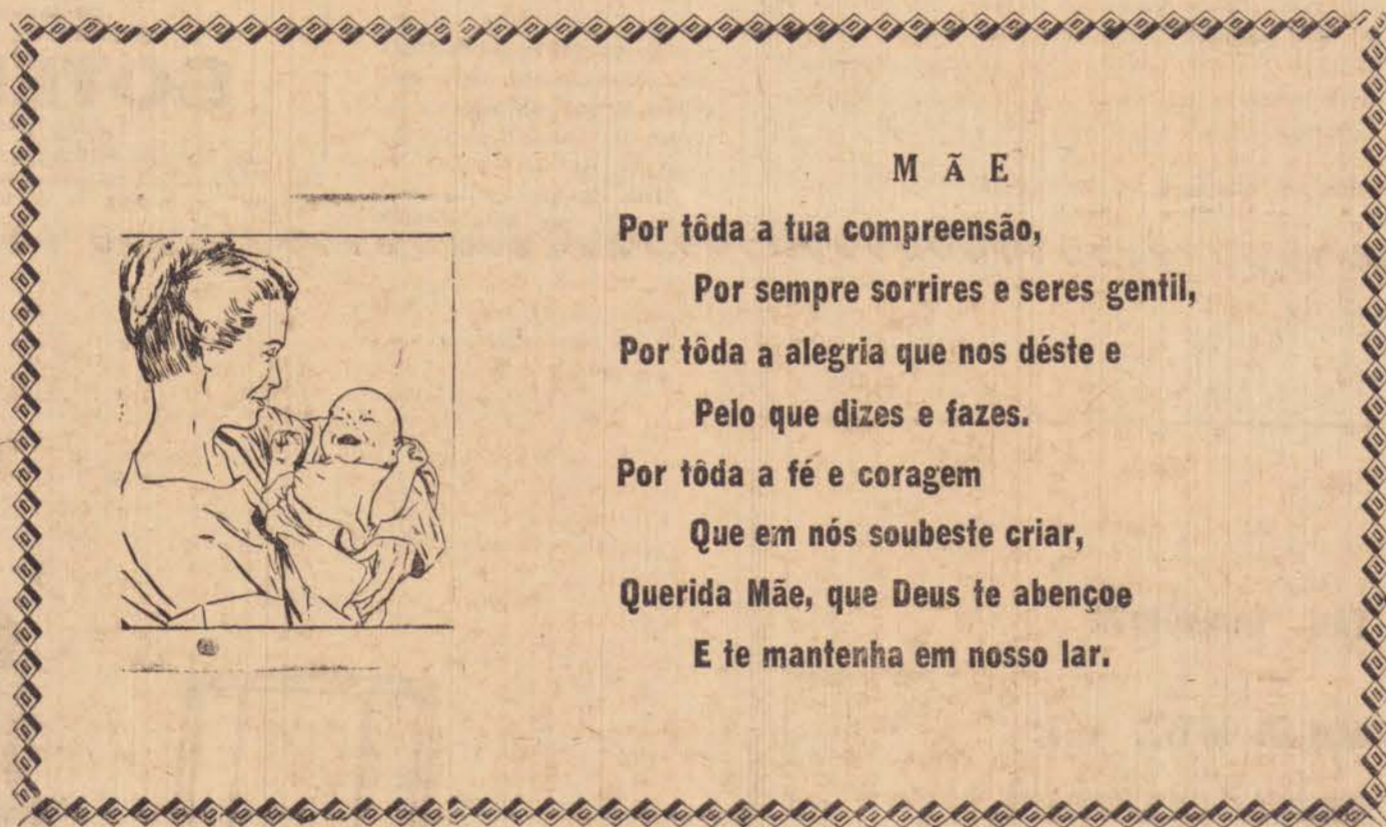 MÃE
Por tôda a tua compreensão,
Por sempre sorrires e seres gentil,
Por tôda a alegria que nos déste e
Pelo que dizes e fazes.
Por tôda a fé e coragem
Que em nós soubeste criar,
Querida Mãe, que Deus te abençoe
E te mantenha em nosso lar.